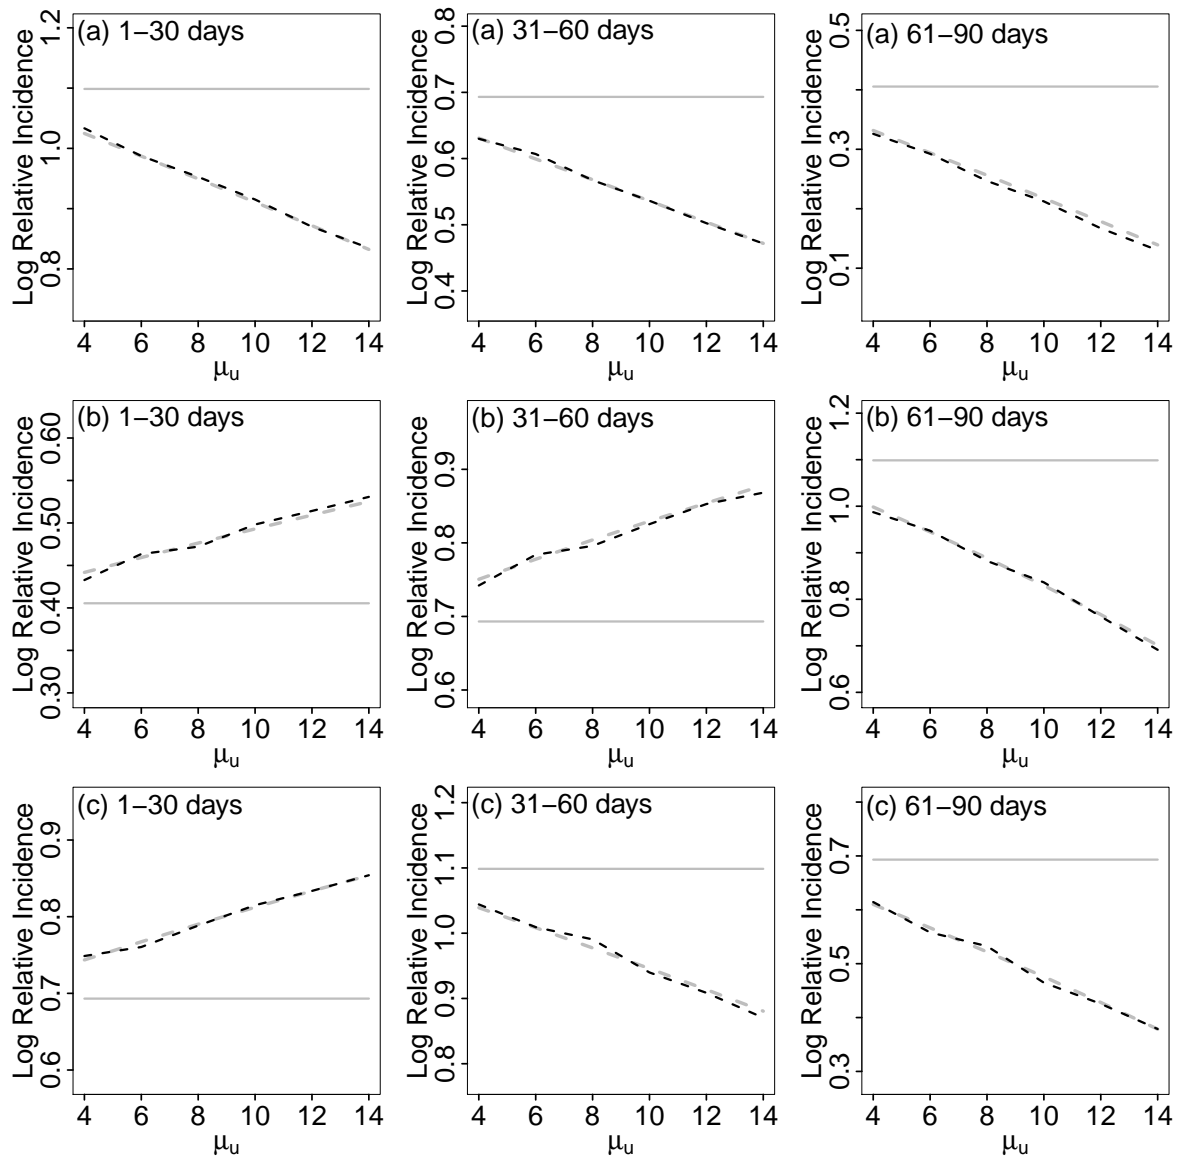 (a) 1−30 days
Log Relative Incidence
0.8 1.0 1.2
4 6 8 10 12 14
μu
(a) 31−60 days
Log Relative Incidence
0.4 0.5 0.6 0.7 0.8
4 6 8 10 12 14
μu
(a) 61−90 days
Log Relative Incidence
0.1 0.3 0.5
4 6 8 10 12 14
μu
(b) 1−30 days
Log Relative Incidence
0.30 0.40 0.50 0.60
4 6 8 10 12 14
μu
(b) 31−60 days
Log Relative Incidence
0.6 0.7 0.8 0.9
4 6 8 10 12 14
μu
(b) 61−90 days
Log Relative Incidence
0.6 0.8 1.0 1.2
4 6 8 10 12 14
μu
(c) 1−30 days
Log Relative Incidence
0.6 0.7 0.8 0.9
4 6 8 10 12 14
μu
(c) 31−60 days
Log Relative Incidence
0.8 0.9 1.0 1.1 1.2
4 6 8 10 12 14
μu
(c) 61−90 days
Log Relative Incidence
0.3 0.5 0.7
4 6 8 10 12 14
μu